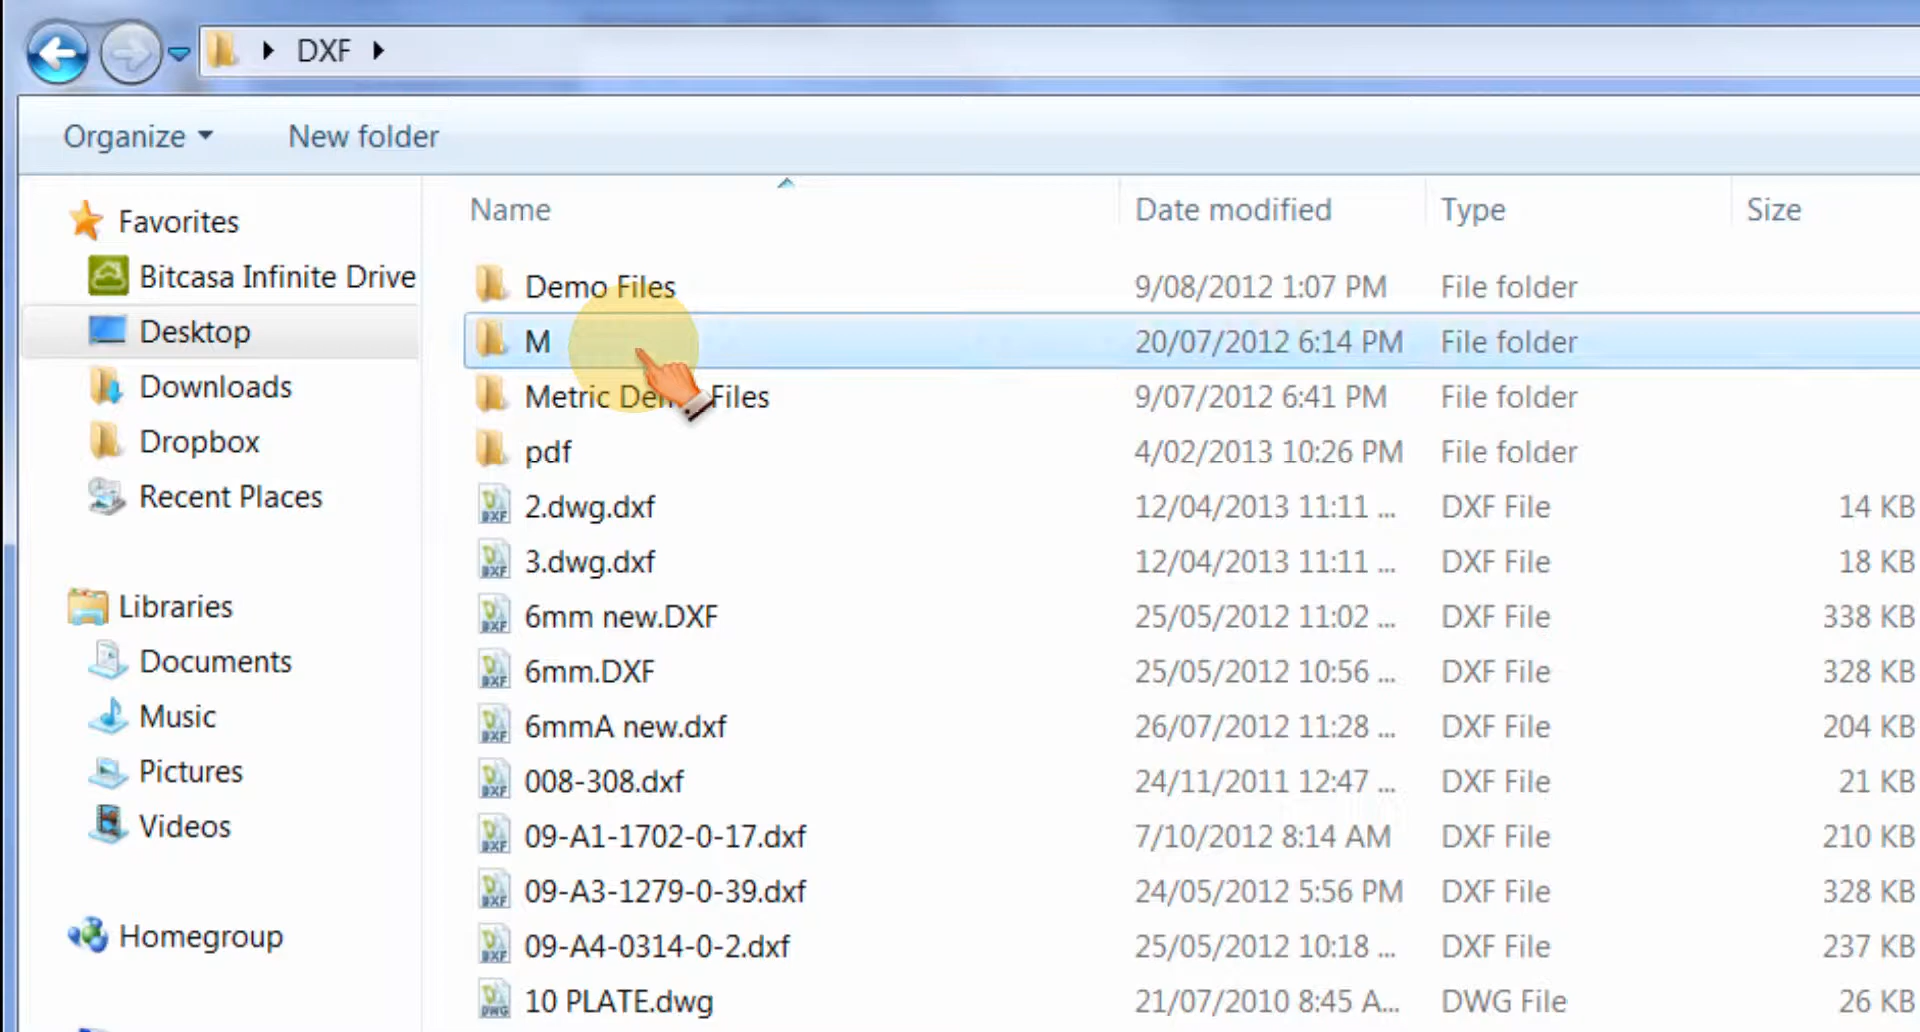 DXF
Organize
New folder
Name
Date modified
Type
Size
Favorites
Bitcasa Infinite Drive
Desktop
Downloads
Dropbox
Recent Places
Libraries
Documents
Music
Pictures
Videos
Homegroup
Demo Files 9/08/2012 1:07 PM File folder
M 20/07/2012 6:14 PM File folder
Metric Files 9/07/2012 6:41 PM File folder
pdf 4/02/2013 10:26 PM File folder
2.dwg.dxf 12/04/2013 11:11 ... DXF File 14 KB
3.dwg.dxf 12/04/2013 11:11 ... DXF File 18 KB
6mm new.DXF 25/05/2012 11:02 ... DXF File 338 KB
6mm.DXF 25/05/2012 10:56 ... DXF File 328 KB
6mmA new.dxf 26/07/2012 11:28 ... DXF File 204 KB
008-308.dxf 24/11/2011 12:47 ... DXF File 21 KB
09-A1-1702-0-17.dxf 7/10/2012 8:14 AM DXF File 210 KB
09-A3-1279-0-39.dxf 24/05/2012 5:56 PM DXF File 328 KB
09-A4-0314-0-2.dxf 25/05/2012 10:18 ... DXF File 237 KB
10 PLATE.dwg 21/07/2010 8:45 A... DWG File 26 KB